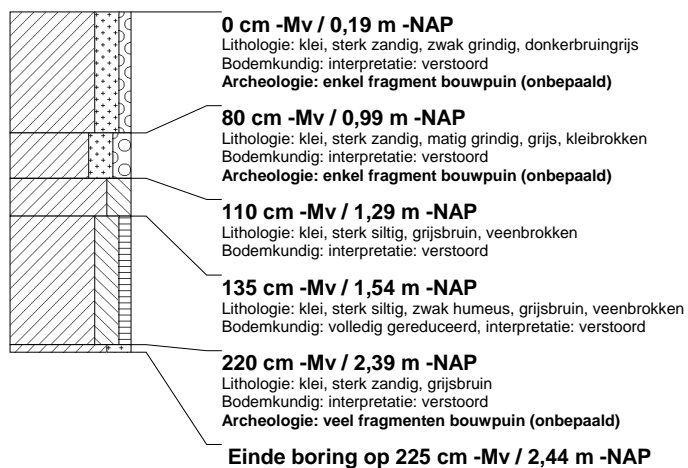 0 cm -Mv / 0,19 m -NAP
Lithologie: klei, sterk zandig, zwak grindig, donkerbruingrijs
Bodemkundig: interpretatie: verstoord
Archeologie: enkel fragment bouwpuin (onbepaald)
80 cm -Mv / 0,99 m -NAP
Lithologie: klei, sterk zandig, matig grindig, grijs, kleibrokken
Bodemkundig: interpretatie: verstoord
Archeologie: enkel fragment bouwpuin (onbepaald)
110 cm -Mv / 1,29 m -NAP
Lithologie: klei, sterk siltig, grijsbruin, veenbrokken
Bodemkundig: interpretatie: verstoord
135 cm -Mv / 1,54 m -NAP
Lithologie: klei, sterk siltig, zwak humeus, grijsbruin, veenbrokken
Bodemkundig: volledig gereduceerd, interpretatie: verstoord
220 cm -Mv / 2,39 m -NAP
Lithologie: klei, sterk zandig, grijsbruin
Bodemkundig: interpretatie: verstoord
Archeologie: veel fragmenten bouwpuin (onbepaald)
Einde boring op 225 cm -Mv / 2,44 m -NAP